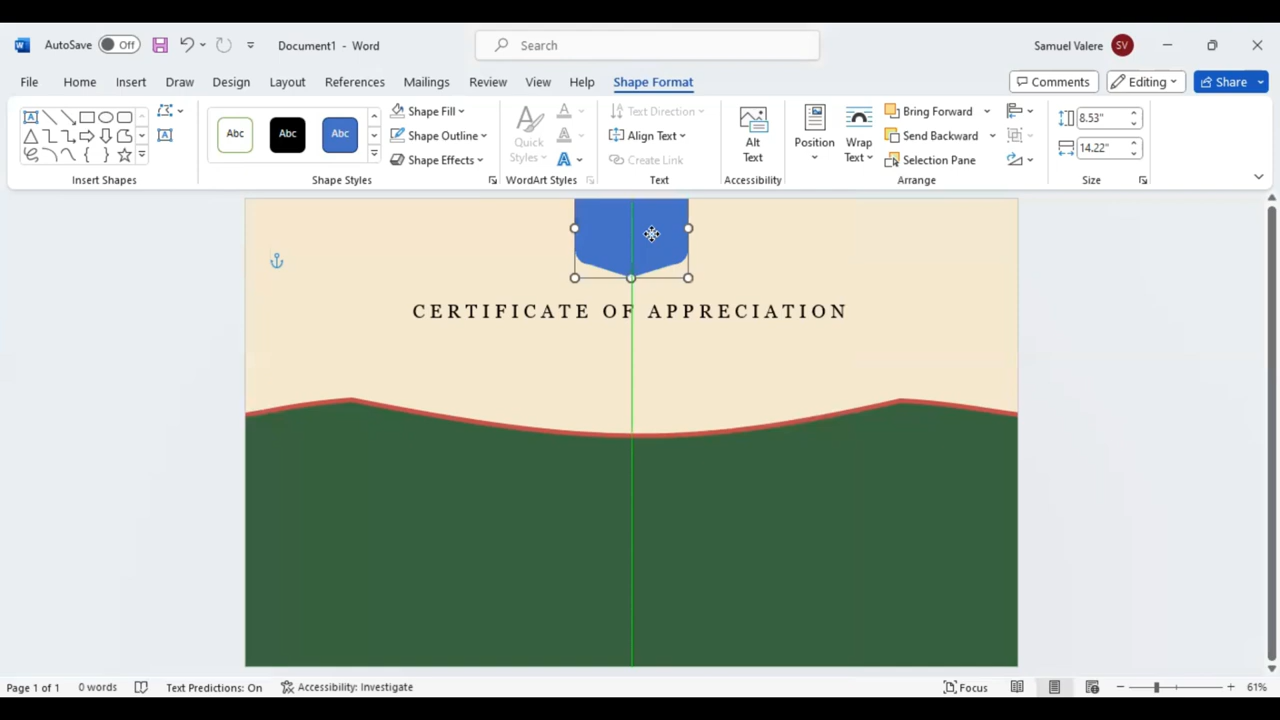 AutoSave Off Document1 - Word Search Samuel Valere SV
File Home Insert Draw Design Layout References Mailings Review View Help Shape Format Comments Editing Share
Abc Abc Abc
Shape Fill
Shape Outline
Shape Effects
Quick
Styles
A
A
A
Text Direction
Align Text
Create Link
Alt
Text
Position
Wrap
Text
Bring Forward
Send Backward
Selection Pane
8.53"
14.22"
Insert Shapes Shape Styles WordArt Styles Text Accessibility Arrange Size
CERTIFICATE OF APPRECIATION
Page 1 of 1 0 words Text Predictions: On Accessibility: Investigate Focus 61%